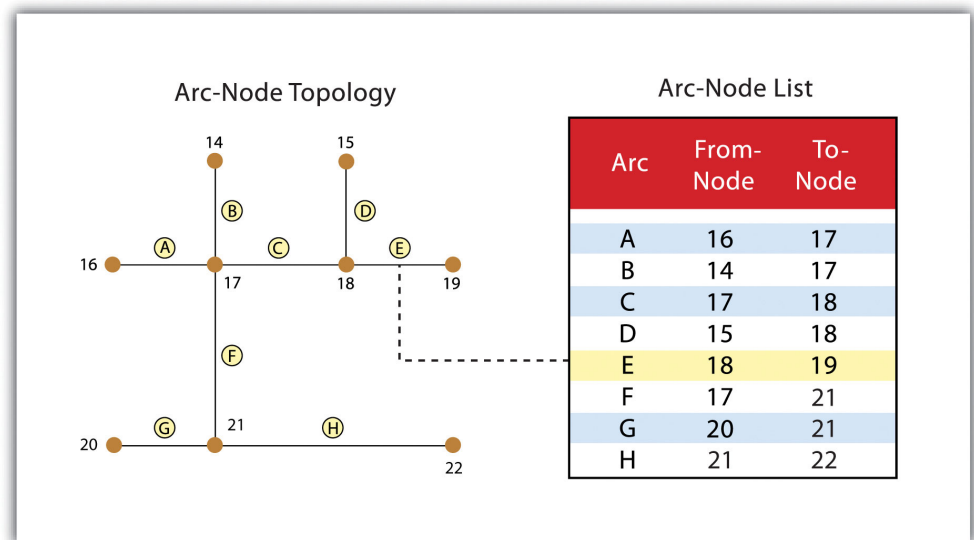 Arc-Node Topology
14
15
B
D
A
C
E
16
17
18
19
F
G
21
H
20
22
Arc-Node List
Arc From-Node To-Node
A 16 17
B 14 17
C 17 18
D 15 18
E 18 19
F 17 21
G 20 21
H 21 22